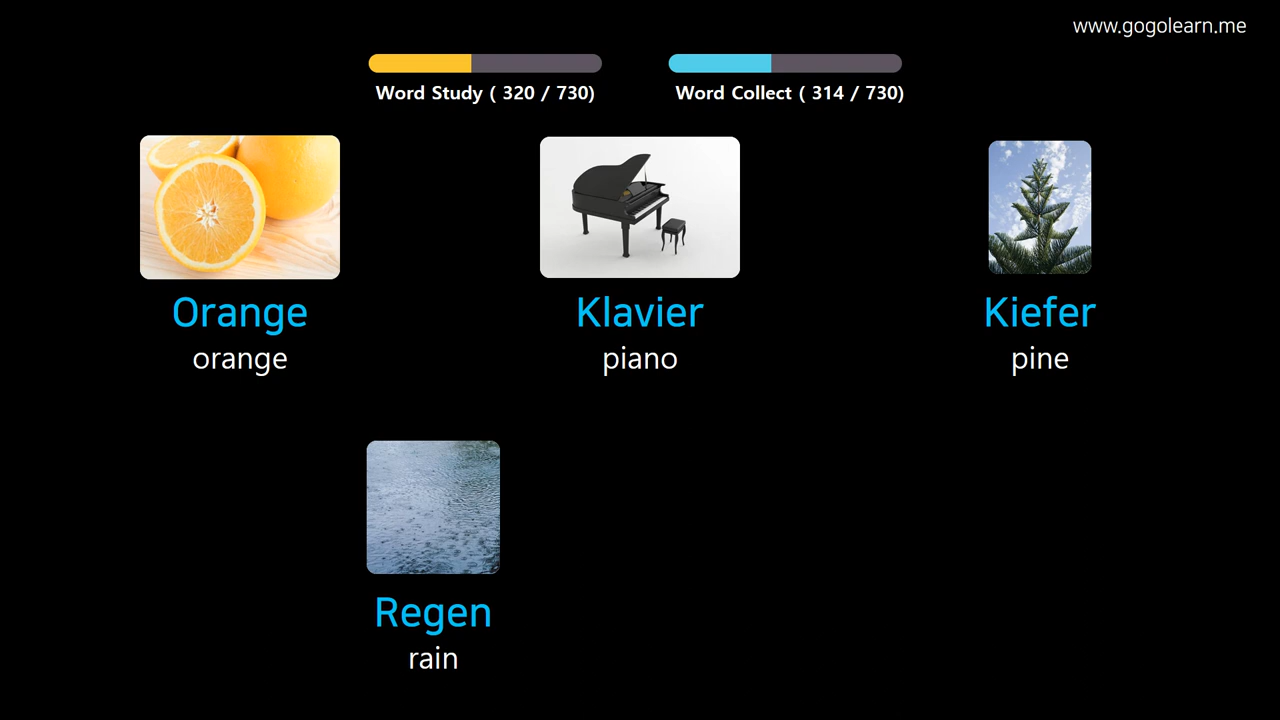 www.gogolearn.me
Word Study ( 320 / 730)
Word Collect ( 314 / 730)
Orange
orange
Klavier
piano
Kiefer
pine
Regen
rain